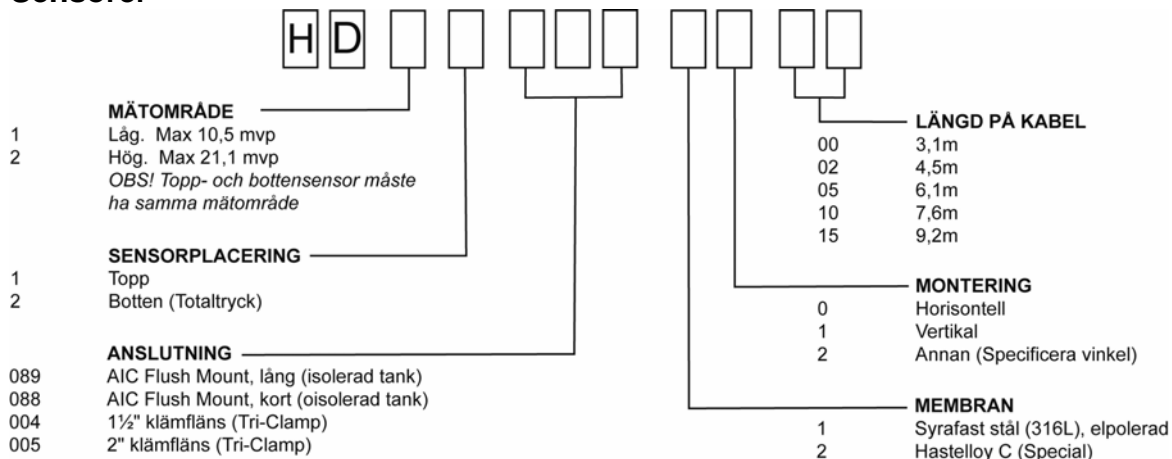 H D
MÄTOMRÅDE
1 Låg. Max 10,5 mvp
2 Hög. Max 21,1 mvp
OBS! Topp- och bottensensor måste
ha samma mätområde
SENSORPLACERING
1 Topp
2 Botten (Totaltryck)
ANSLUTNING
089 AIC Flush Mount, lång (isolerad tank)
088 AIC Flush Mount, kort (oisolerad tank)
004 1½" klämfläns (Tri-Clamp)
005 2" klämfläns (Tri-Clamp)
LÄNGD PÅ KABEL
00 3,1m
02 4,5m
05 6,1m
10 7,6m
15 9,2m
MONTERING
0 Horisontell
1 Vertikal
2 Annan (Specificera vinkel)
MEMBRAN
1 Syrafast stål (316L), elpolerad
2 Hastelloy C (Special)